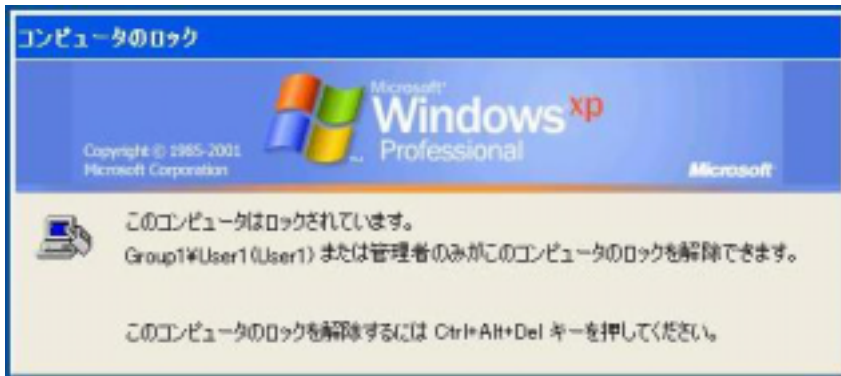 コンピュータのロック
Microsoft
Windows xp
Professional
Copyright © 1985-2001
Microsoft Corporation
Microsoft
このコンピュータはロックされています。
Group1¥User1(User1) または管理者のみがこのコンピュータのロックを解除できます。
このコンピュータのロックを解除するには Ctrl+Alt+Del キーを押してください。